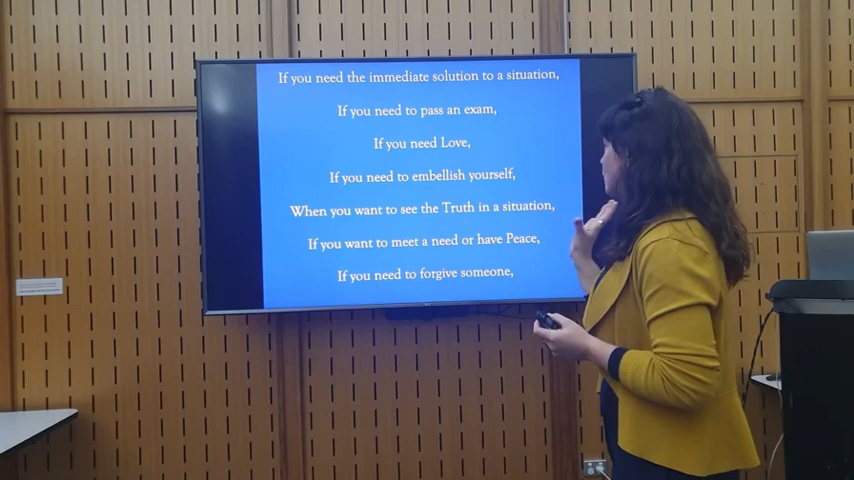 If you need the immediate solution to a situation,
If you need to pass an exam,
If you need Love,
If you need to embellish yourself,
When you want to see the Truth in a situation,
If you want to meet a need or have Peace,
If you need to forgive someone,